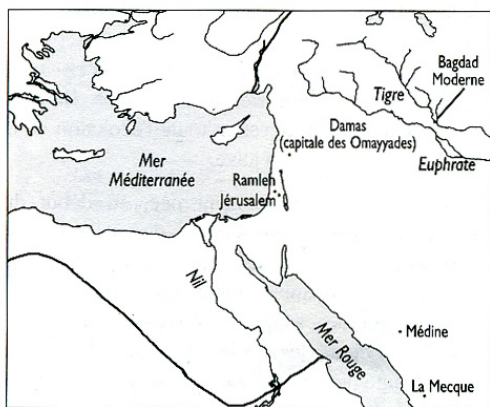 Bagdad
Moderne
Tigre
Damas
(capitale des Omayyades)
Euphrate
Mer
Méditerranée
Ramleh
Jérusalem
Nil
Mer Rouge
Médine
La Mecque